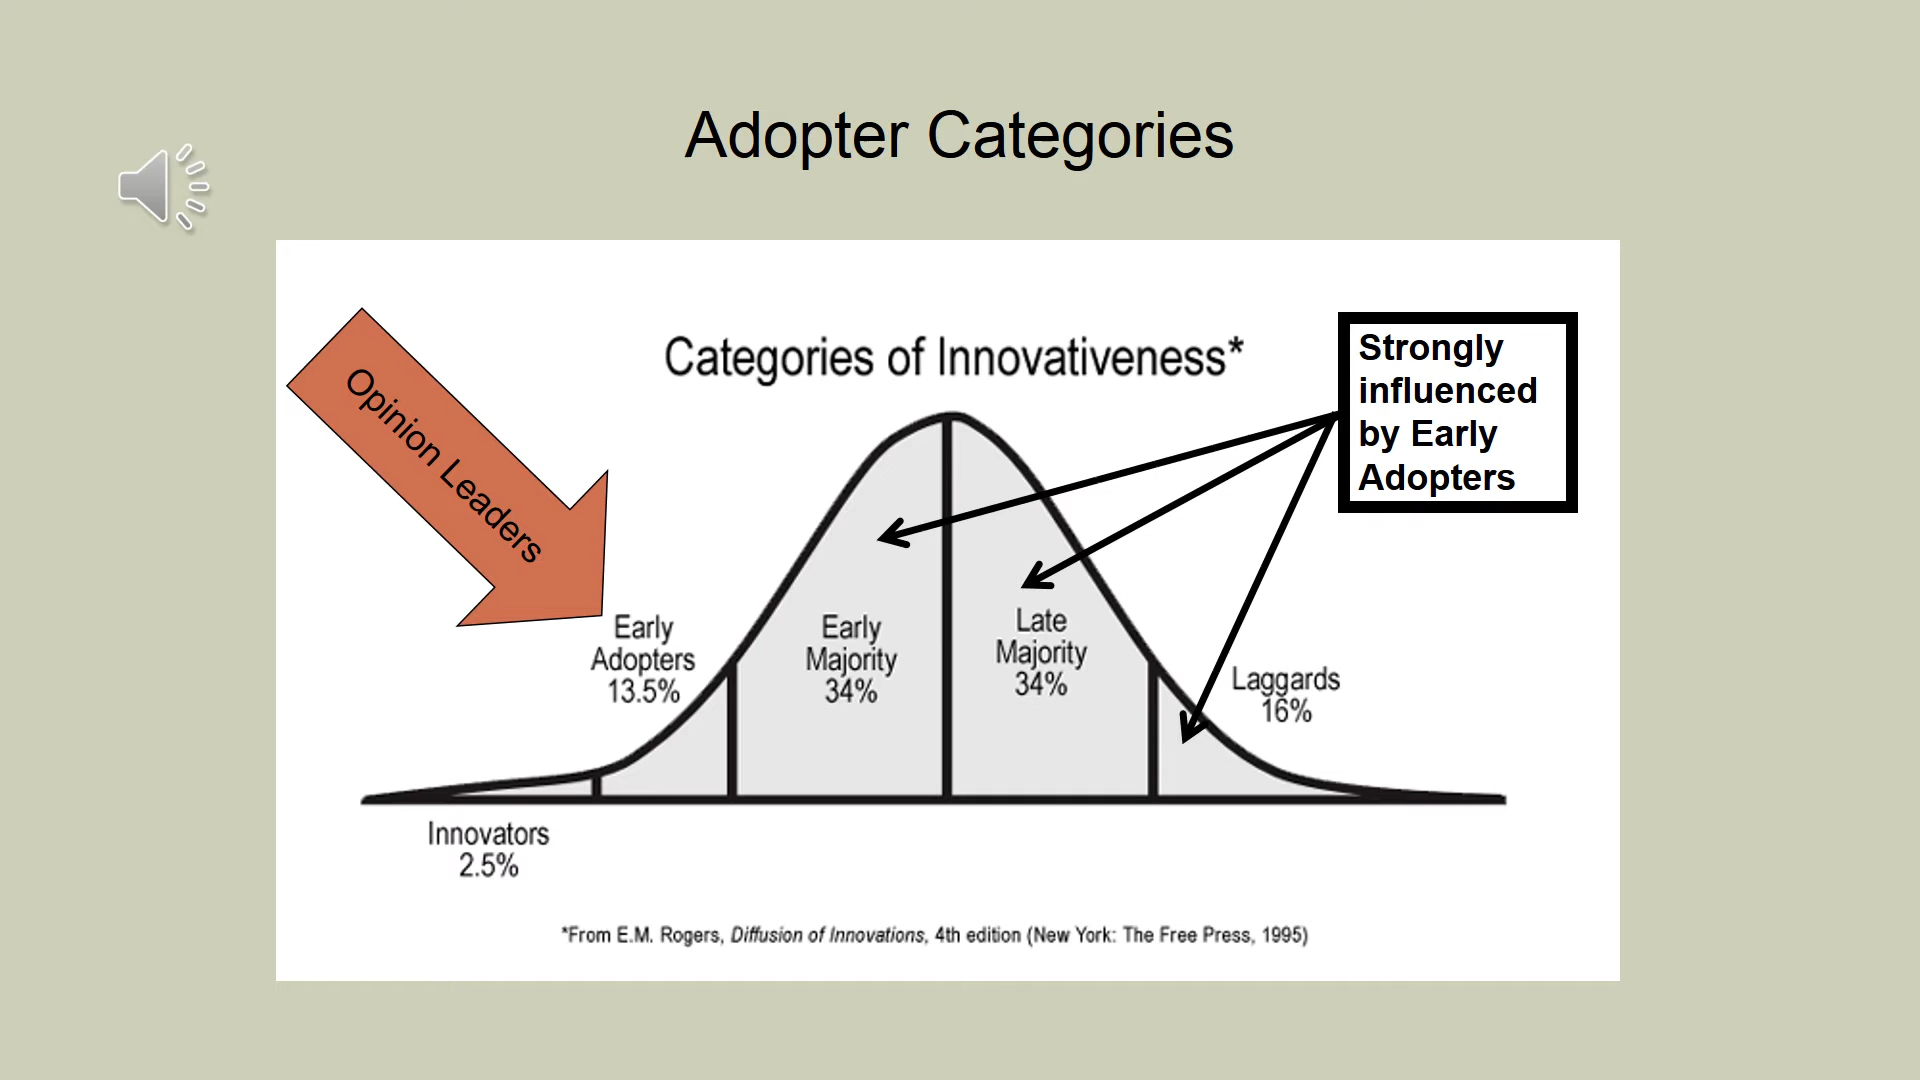 Adopter Categories
Categories of Innovativeness*
Opinion Leaders
Strongly
influenced
by Early
Adopters
Early
Adopters
13.5%
Early
Majority
34%
Late
Majority
34%
Laggards
16%
Innovators
2.5%
*From E.M. Rogers, Diffusion of Innovations, 4th edition (New York: The Free Press, 1995)